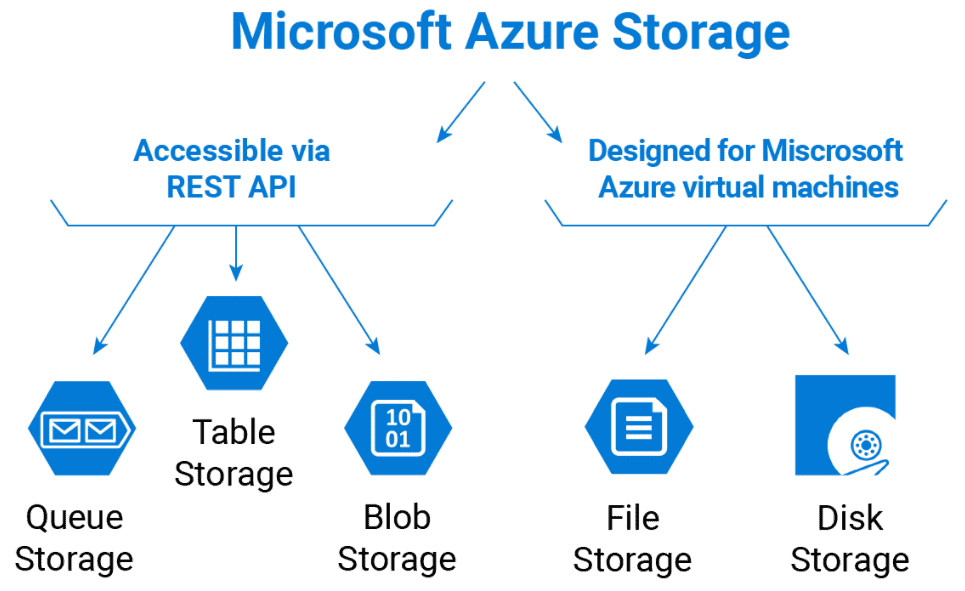 Microsoft Azure Storage
Accessible via
REST API
Designed for Miscrosoft
Azure virtual machines
Queue
Storage
Table
Storage
10
01
Blob
Storage
File
Storage
Disk
Storage